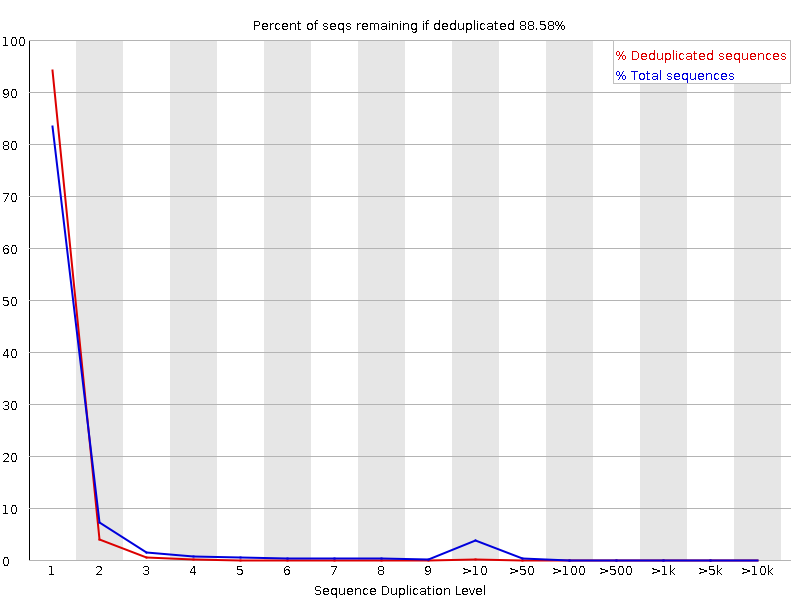 Percent of seqs remaining if deduplicated 88.58%
% Deduplicated sequences
% Total sequences
100
90
80
70
60
50
40
30
20
10
0
1 2 3 4 5 6 7 8 9 >10 >50 >100 >500 >1k >5k >10k
Sequence Duplication Level